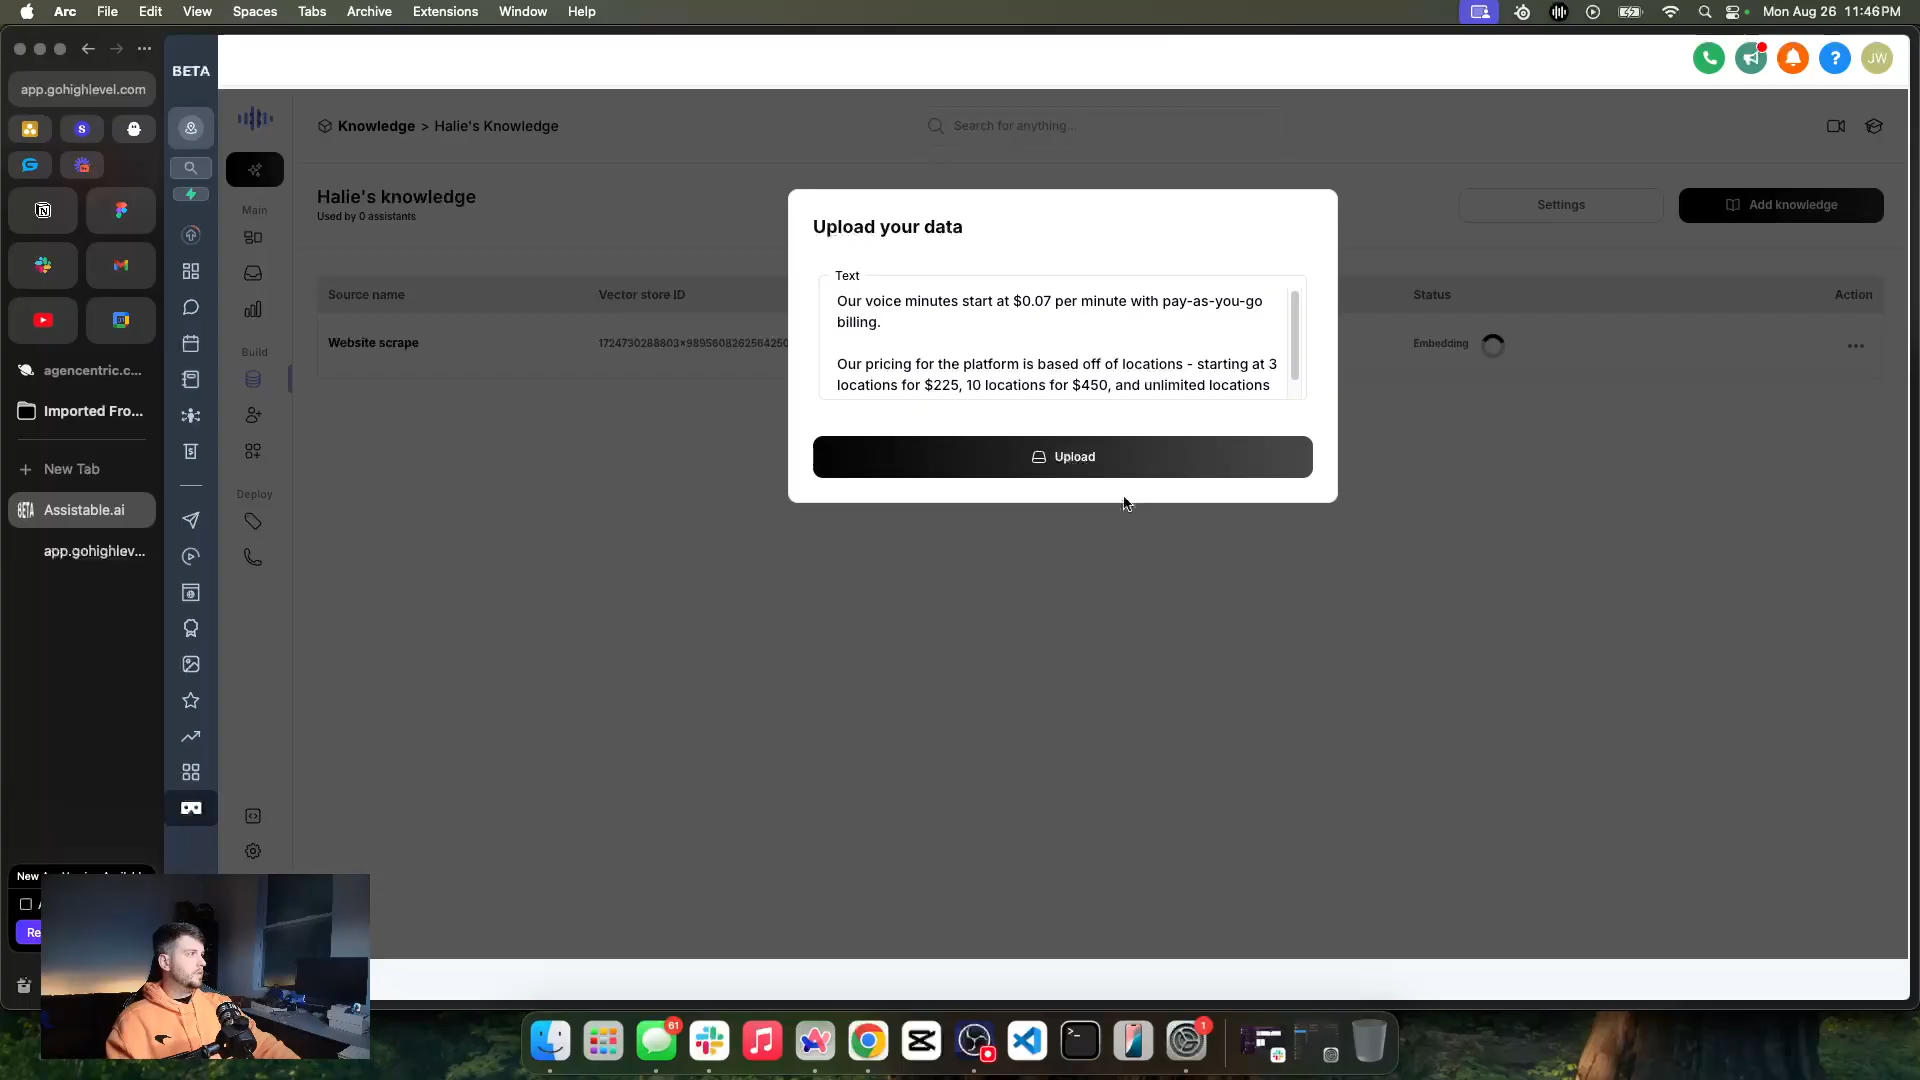 Arc File Edit View Spaces Tabs Archive Extensions Window Help
Mon Aug 26 11:46 PM
app.gohighlevel.com
S
agencentric.c...
Imported Fro...
New Tab
BETA Assistable.ai
app.gohighlev...
New
Re
BETA
JW
Main
Build
Deploy
Knowledge > Halie's Knowledge
Search for anything...
Halie's knowledge
Used by 0 assistants
Settings
Add knowledge
Source name Vector store ID Status Action
Website scrape 1724730288803×9895608262564250 Embedding
Upload your data
Text
Our voice minutes start at $0.07 per minute with pay-as-you-go
billing.
Our pricing for the platform is based off of locations - starting at 3
locations for $225, 10 locations for $450, and unlimited locations
Upload
61
1